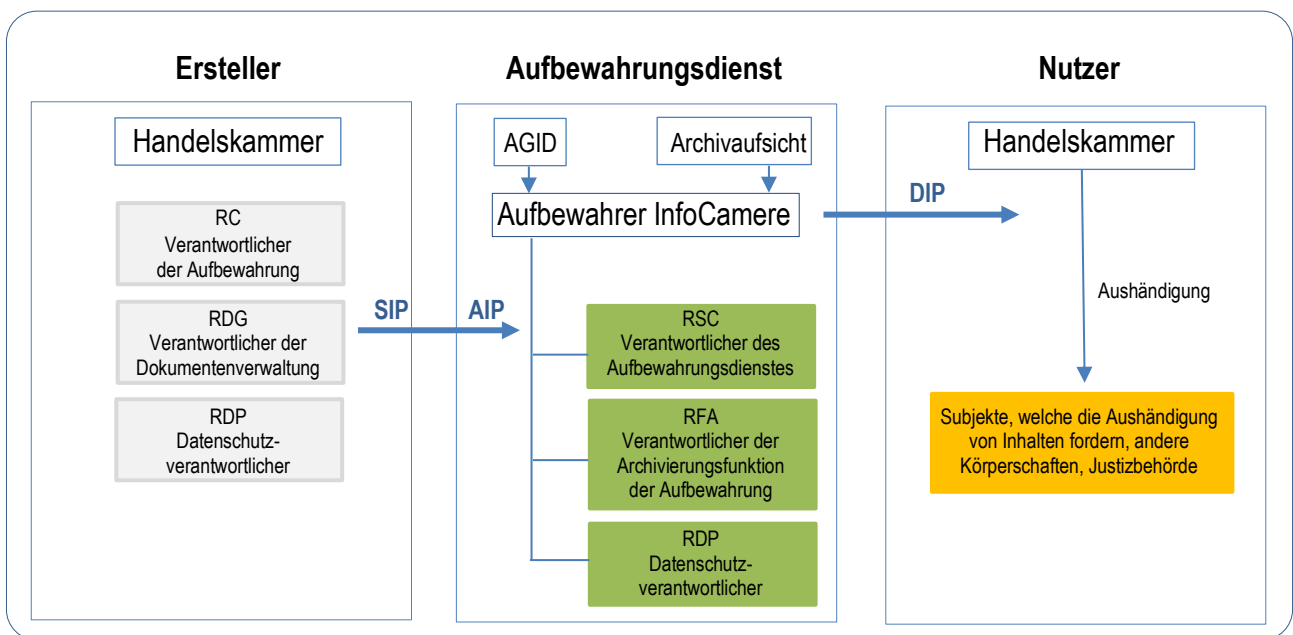 Ersteller
Handelskammer
RC
Verantwortlicher
der Aufbewahrung
RDG
Verantwortlicher der
Dokumentenverwaltung
RDP
Datenschutz-
verantwortlicher
SIP
AIP
Aufbewahrungsdienst
AGID
Archivaufsicht
Aufbewahrer InfoCamere
RSC
Verantwortlicher des
Aufbewahrungsdienstes
RFA
Verantwortlicher der
Archivierungsfunktion
der Aufbewahrung
RDP
Datenschutz-
verantwortlicher
DIP
Nutzer
Handelskammer
Aushändigung
Subjekte, welche die Aushändigung
von Inhalten fordern, andere
Körperschaften, Justizbehörde